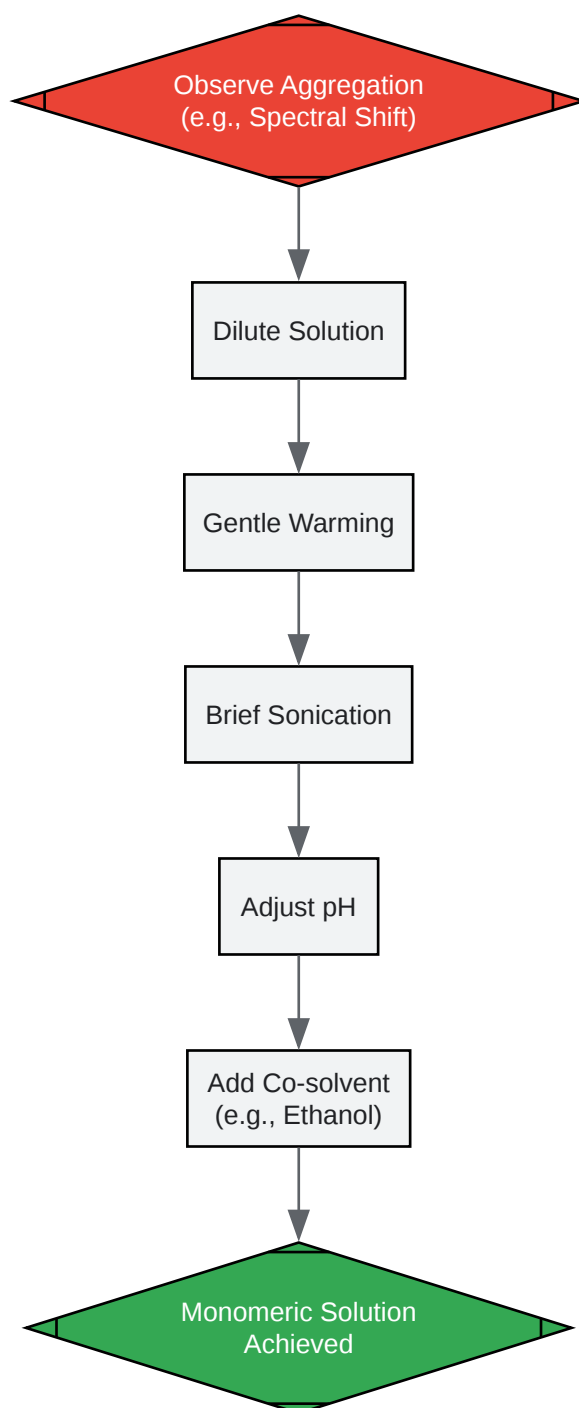 Observe Aggregation
(e.g., Spectral Shift)
Dilute Solution
Gentle Warming
Brief Sonication
Adjust pH
Add Co-solvent
(e.g., Ethanol)
Monomeric Solution
Achieved